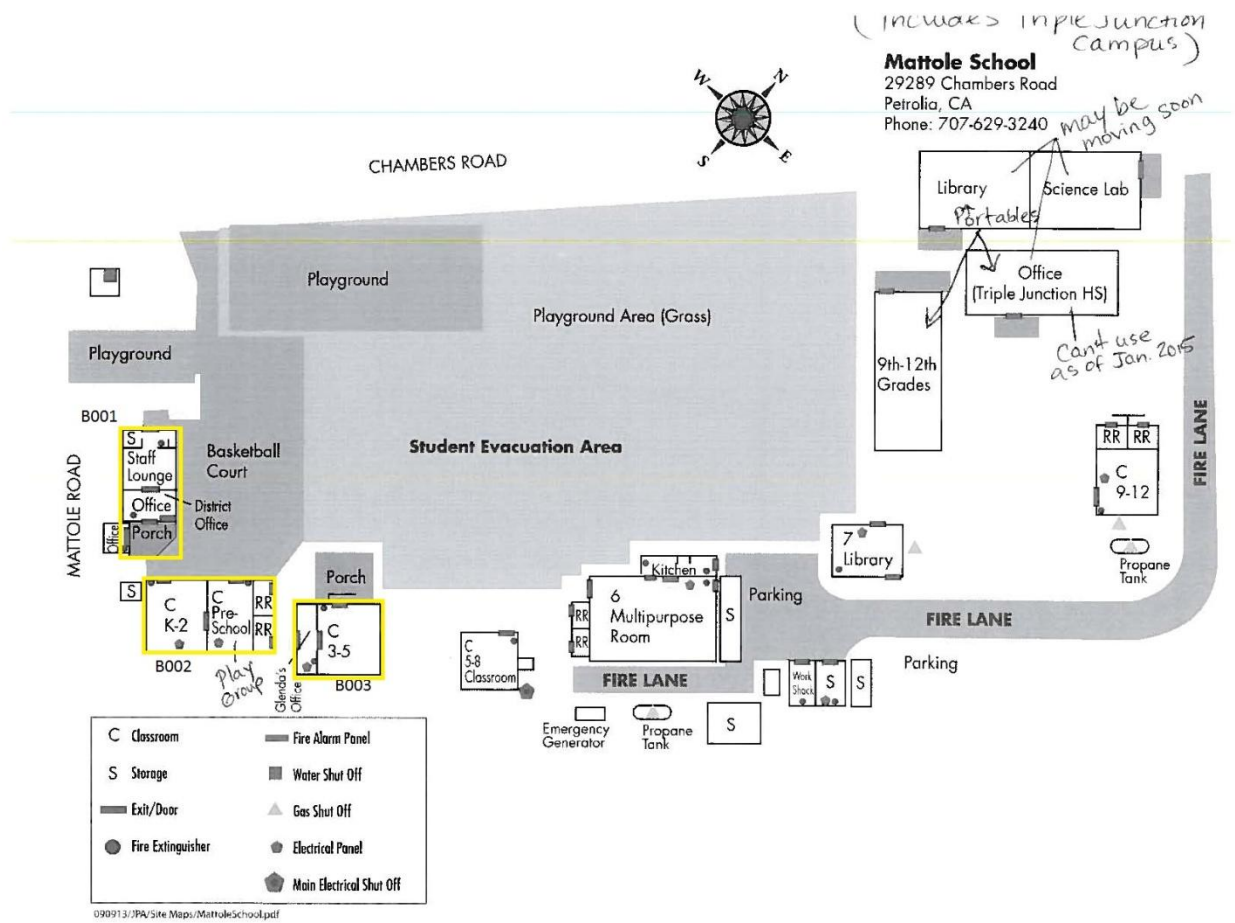 (Includes Triple Junction
Campus)
Mattole School
29289 Chambers Road
Petrolia, CA
Phone: 707-629-3240
may be
moving soon
W
N
S
E
CHAMBERS ROAD
Library
Science Lab
Portables
Office
(Triple Junction HS)
Can't use
as of Jan. 2015
9th-12th
Grades
Playground
Playground Area (Grass)
Playground
B001
S
Staff
Lounge
Office
District
Office
Porch
Office
MATTOLE ROAD
Basketball
Court
Student Evacuation Area
FIRE LANE
RR
RR
C
9-12
Propane
Tank
7
Library
Kitchen
Porch
S
C
K-2
C
Pre-
School
RR
RR
B002
Play
Group
C
3-5
Glenda's
Office
B003
C
5-8
Classroom
RR
RR
6
Multipurpose
Room
S
Parking
FIRE LANE
Parking
FIRE LANE
Work
Shack
S
S
Emergency
Generator
Propane
Tank
S
C Classroom
S Storage
Exit/Door
Fire Extinguisher
Fire Alarm Panel
Water Shut Off
Gas Shut Off
Electrical Panel
Main Electrical Shut Off
090913/JPA/Site Maps/MattoleSchool.pdf